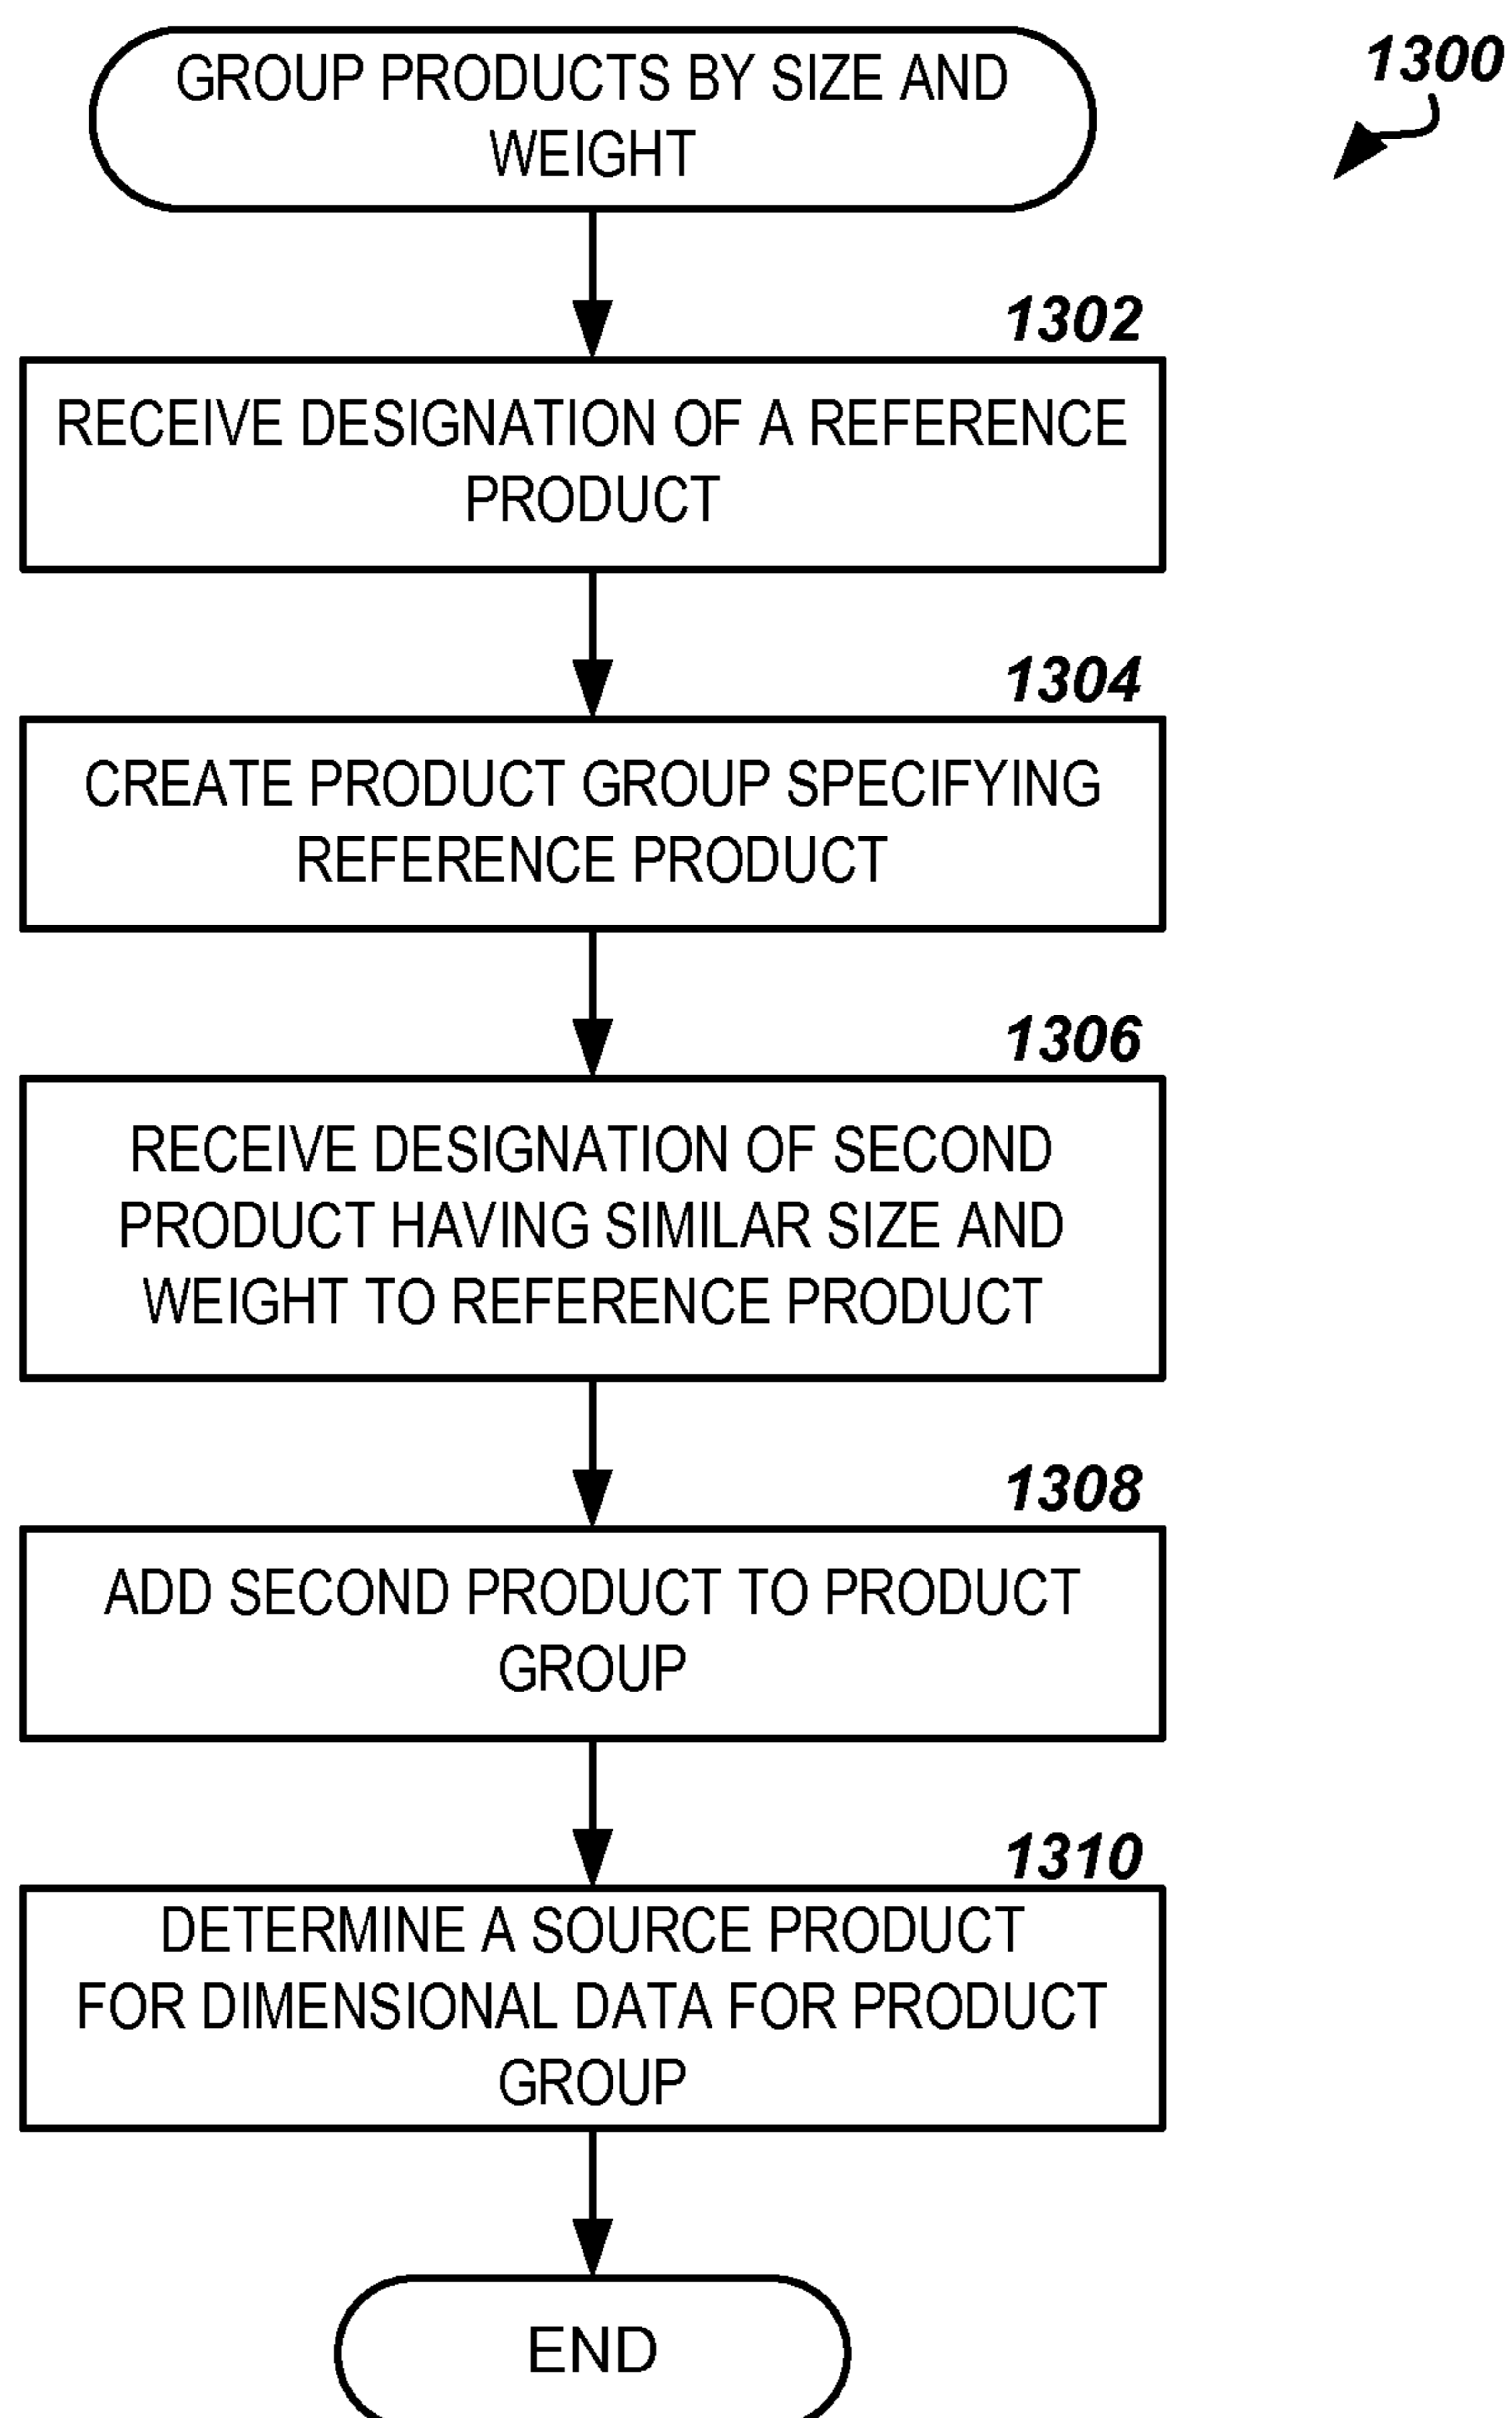 GROUP PRODUCTS BY SIZE AND
WEIGHT
1300
1302
RECEIVE DESIGNATION OF A REFERENCE
PRODUCT
1304
CREATE PRODUCT GROUP SPECIFYING
REFERENCE PRODUCT
1306
RECEIVE DESIGNATION OF SECOND
PRODUCT HAVING SIMILAR SIZE AND
WEIGHT TO REFERENCE PRODUCT
1308
ADD SECOND PRODUCT TO PRODUCT
GROUP
1310
DETERMINE A SOURCE PRODUCT
FOR DIMENSIONAL DATA FOR PRODUCT
GROUP
END